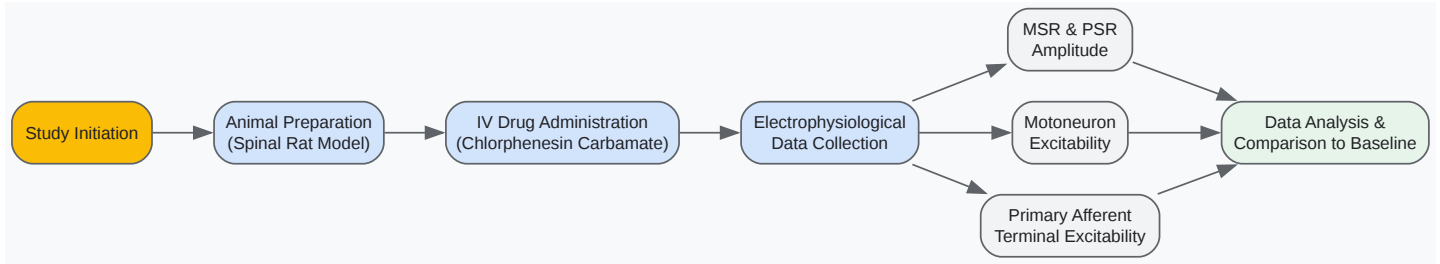 Study Initiation
Animal Preparation
(Spinal Rat Model)
IV Drug Administration
(Chlorphenesin Carbamate)
Electrophysiological
Data Collection
MSR & PSR
Amplitude
Motoneuron
Excitability
Primary Afferent
Terminal Excitability
Data Analysis &
Comparison to Baseline